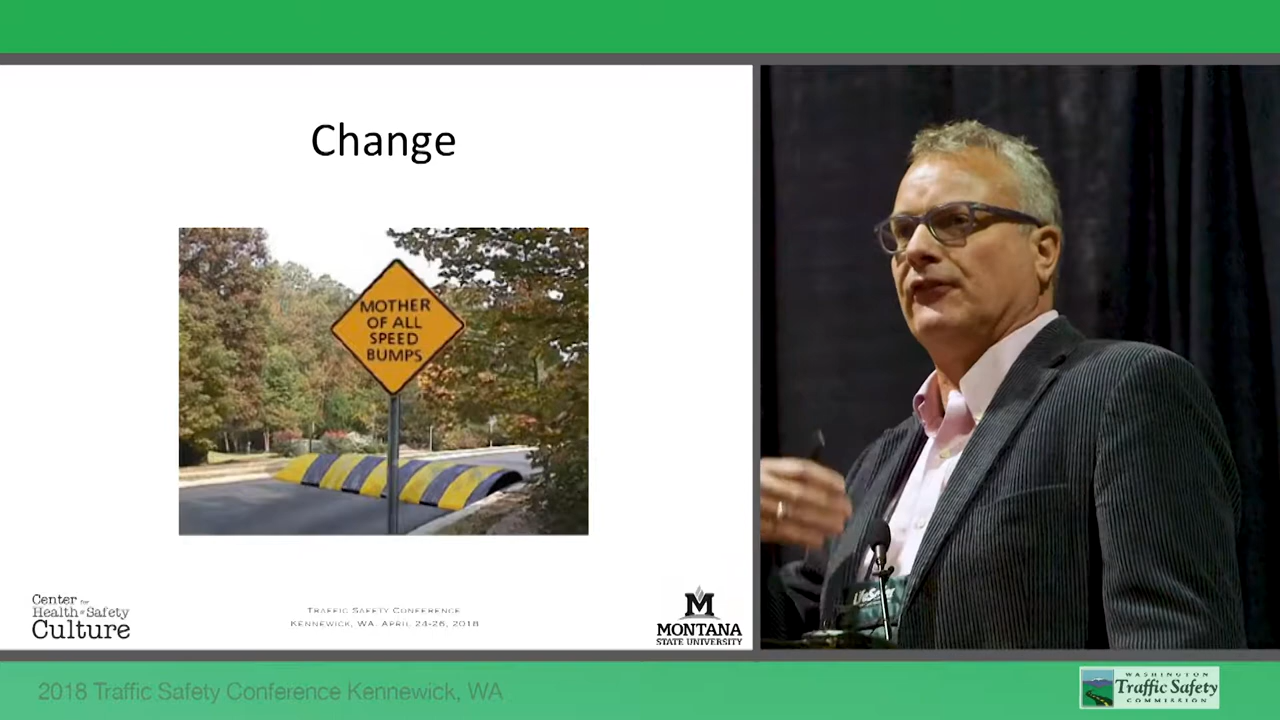 Change
MOTHER
OF ALL
SPEED
BUMPS
Center For
Health & Safety
Culture
TRAFFIC SAFETY CONFERENCE
KENNEWICK, WA. APRIL 24-26, 2018
M
MONTANA
STATE UNIVERSITY
2018 Traffic Safety Conference Kennewick, WA
WASHINGTON
Traffic Safety
COMMISSION